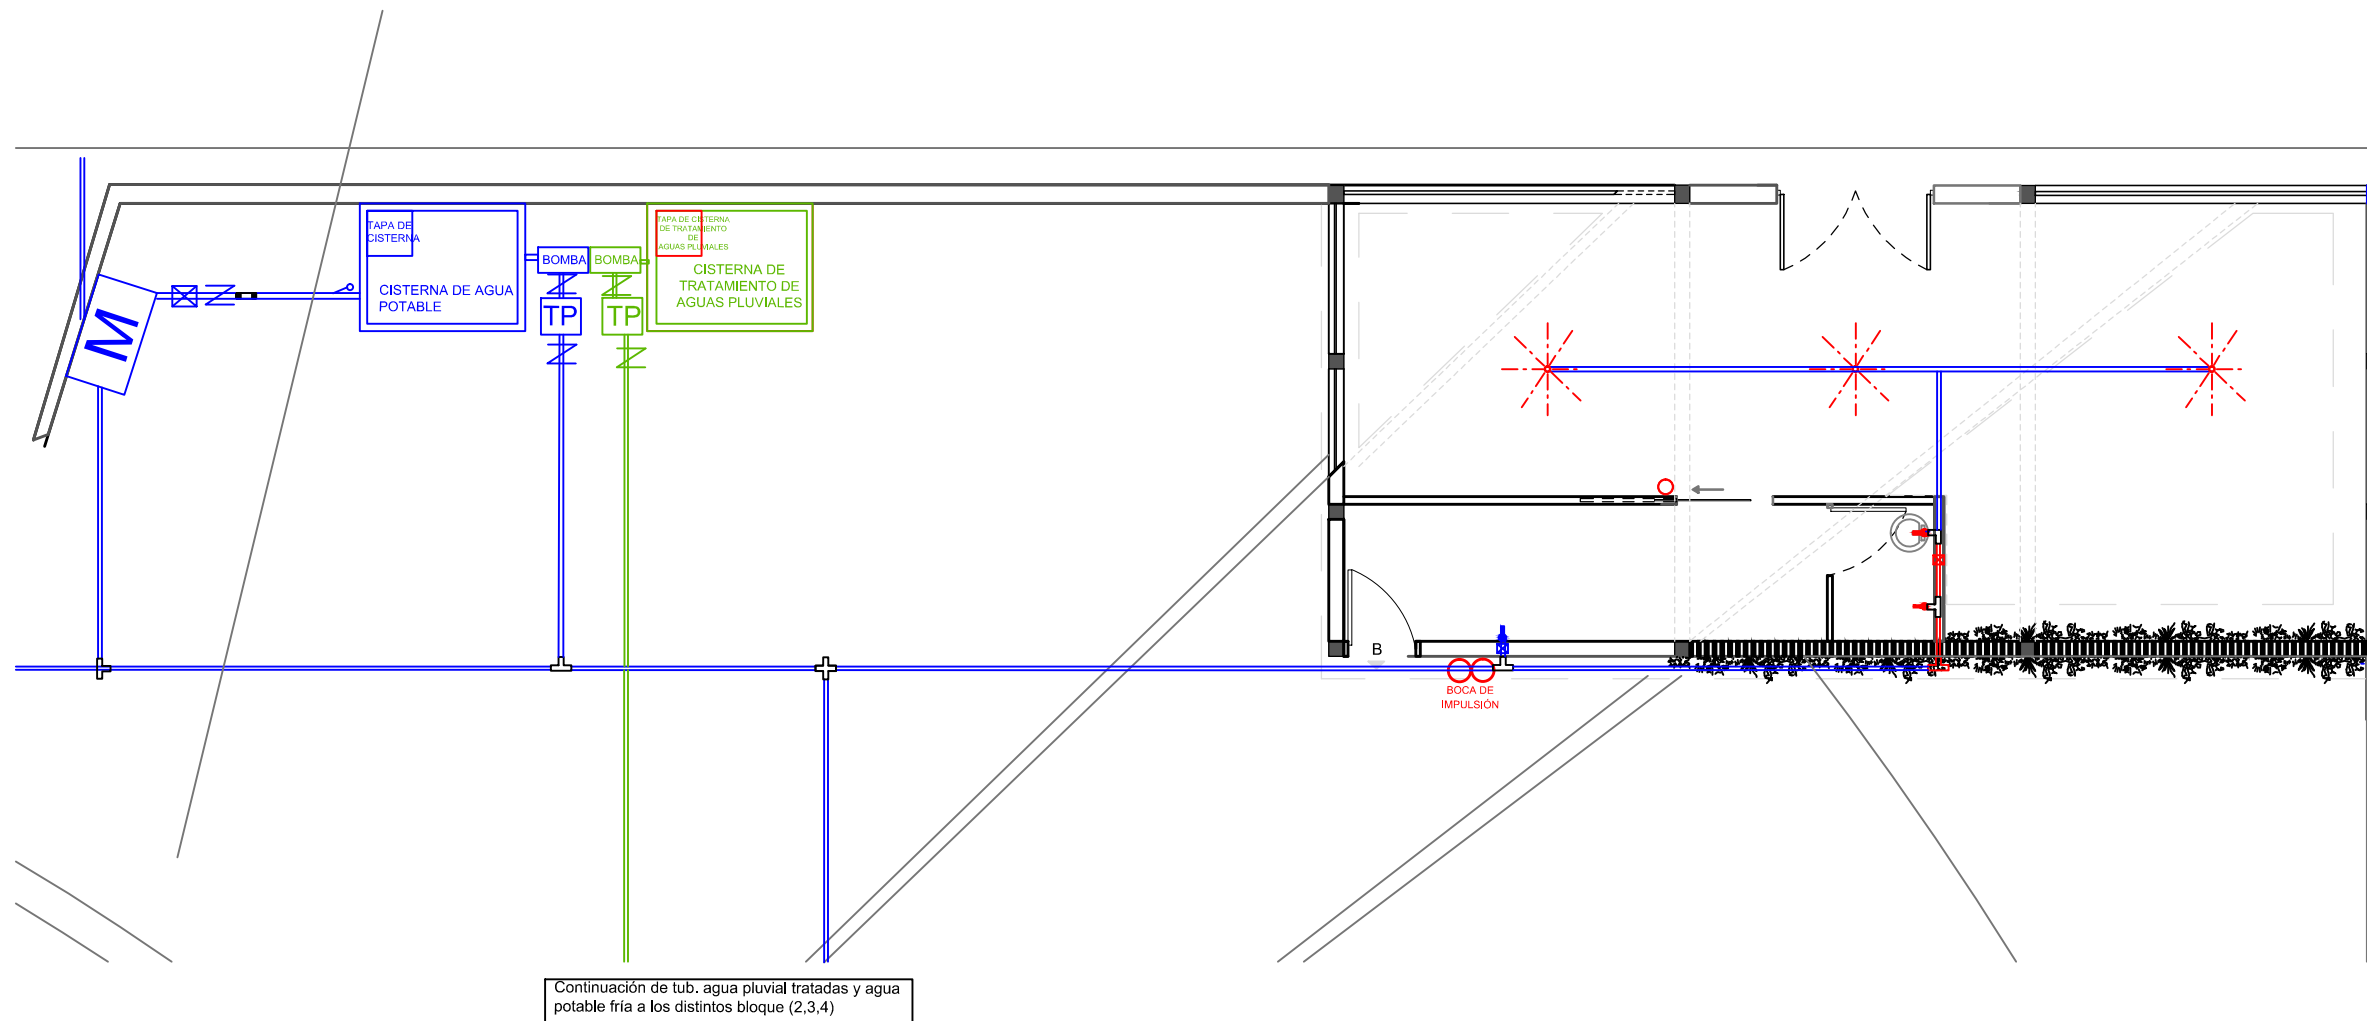 TAPA DE
CISTERNA
CISTERNA DE AGUA
POTABLE
BOMBA
BOMBA
TAPA DE CISTERNA
DE TRATAMIENTO
DE
AGUAS PLUVIALES
CISTERNA DE
TRATAMIENTO DE
AGUAS PLUVIALES
M
TP
TP
B
BOCA DE
IMPULSIÓN
Continuación de tub. agua pluvial tratadas y agua
potable fría a los distintos bloque (2,3,4)